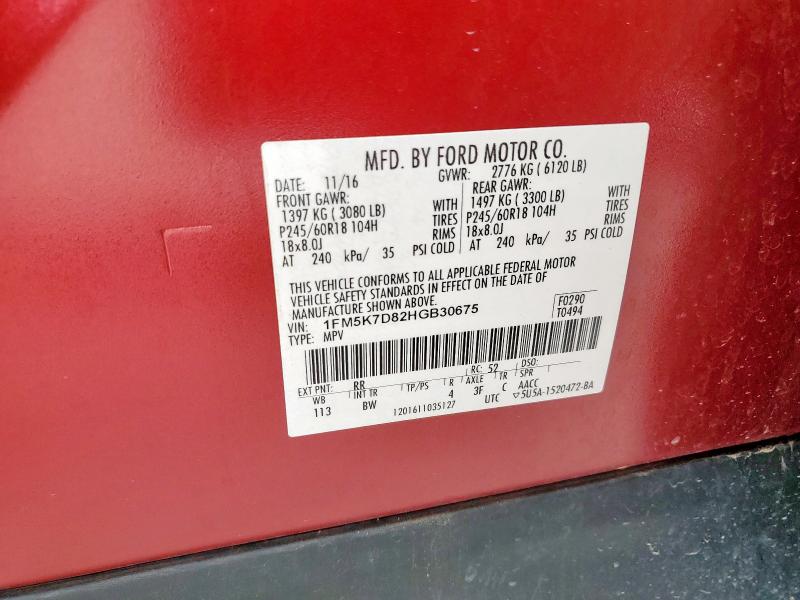 MFD. BY FORD MOTOR CO.
DATE: 11/16 GVWR: 2776 KG ( 6120 LB)
FRONT GAWR: REAR GAWR:
1397 KG ( 3080 LB) WITH 1497 KG ( 3300 LB) WITH
P245/60R18 104H TIRES P245/60R18 104H TIRES
18x8.0J RIMS 18x8.0J RIMS
AT 240 kPa/ 35 PSI COLD AT 240 kPa/ 35 PSI COLD
THIS VEHICLE CONFORMS TO ALL APPLICABLE FEDERAL MOTOR
VEHICLE SAFETY STANDARDS IN EFFECT ON THE DATE OF
MANUFACTURE SHOWN ABOVE. F0290
VIN: 1FM5K7D82HGB30675 T0494
TYPE: MPV
RC: 52 DSO:
EXT PNT: RR AXLE TR SPR
WB INT TR TP/PS R 3F C AACC
113 BW 4 UTC ▽5U5A-1520472-BA
1201611035127